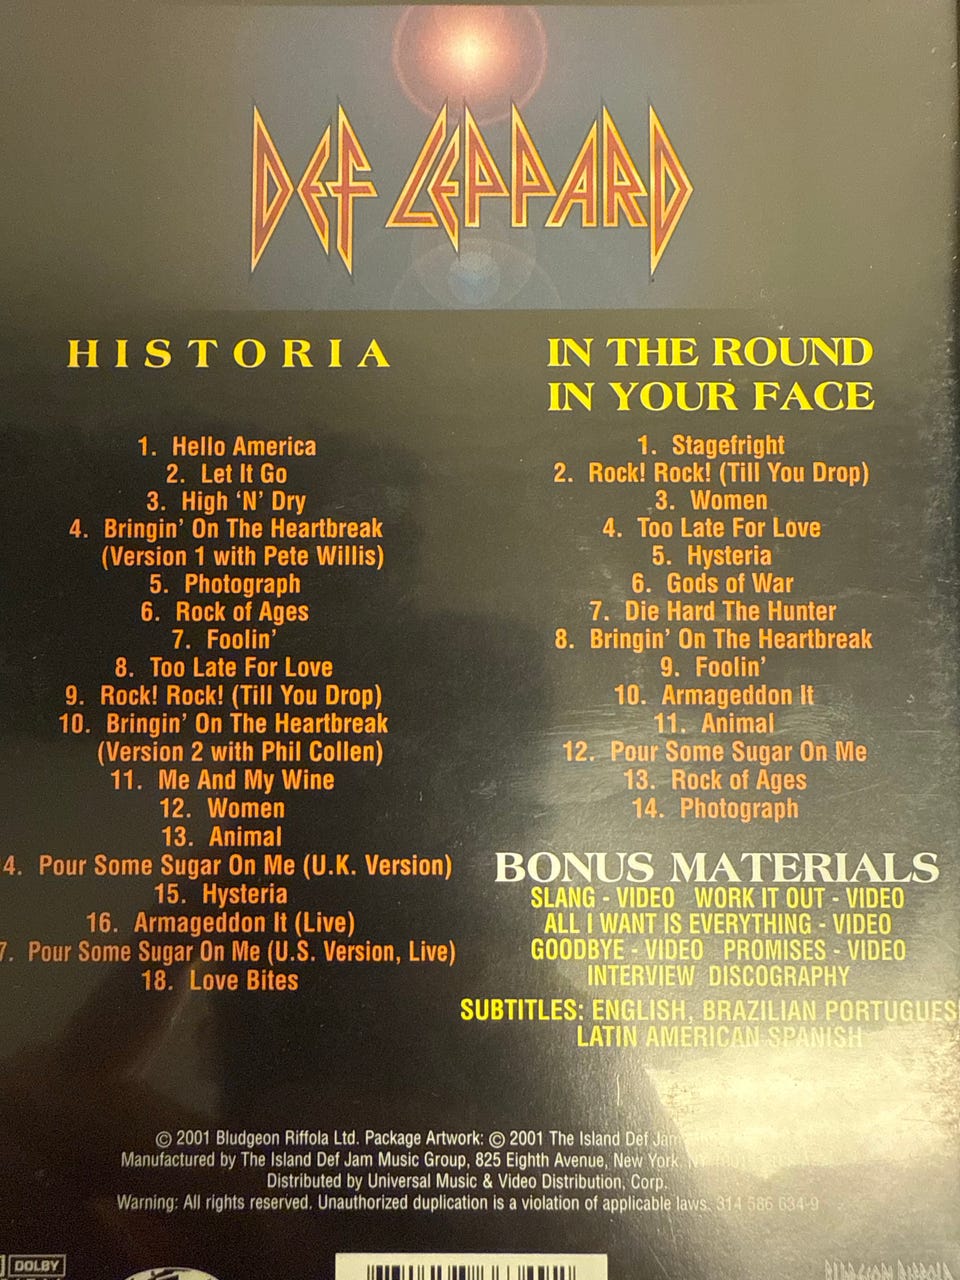 DEF LEPPARD
HISTORIA
1. Hello America
2. Let It Go
3. High ‘N’ Dry
4. Bringin’ On The Heartbreak
(Version 1 with Pete Willis)
5. Photograph
6. Rock of Ages
7. Foolin’
8. Too Late For Love
9. Rock! Rock! (Till You Drop)
10. Bringin’ On The Heartbreak
(Version 2 with Phil Collen)
11. Me And My Wine
12. Women
13. Animal
4. Pour Some Sugar On Me (U.K. Version)
15. Hysteria
16. Armageddon It (Live)
7. Pour Some Sugar On Me (U.S. Version, Live)
18. Love Bites
IN THE ROUND
IN YOUR FACE
1. Stagefright
2. Rock! Rock! (Till You Drop)
3. Women
4. Too Late For Love
5. Hysteria
6. Gods of War
7. Die Hard The Hunter
8. Bringin’ On The Heartbreak
9. Foolin’
10. Armageddon It
11. Animal
12. Pour Some Sugar On Me
13. Rock of Ages
14. Photograph
BONUS MATERIALS
SLANG - VIDEO WORK IT OUT - VIDEO
ALL I WANT IS EVERYTHING - VIDEO
GOODBYE - VIDEO PROMISES - VIDEO
INTERVIEW DISCOGRAPHY
SUBTITLES: ENGLISH, BRAZILIAN PORTUGUES
LATIN AMERICAN SPANISH
© 2001 Bludgeon Riffola Ltd. Package Artwork: © 2001 The Island Def Jam
Manufactured by The Island Def Jam Music Group, 825 Eighth Avenue, New York,
Distributed by Universal Music & Video Distribution, Corp.
Warning: All rights reserved. Unauthorized duplication is a violation of applicable laws. 314 586 634-9
DOLBY